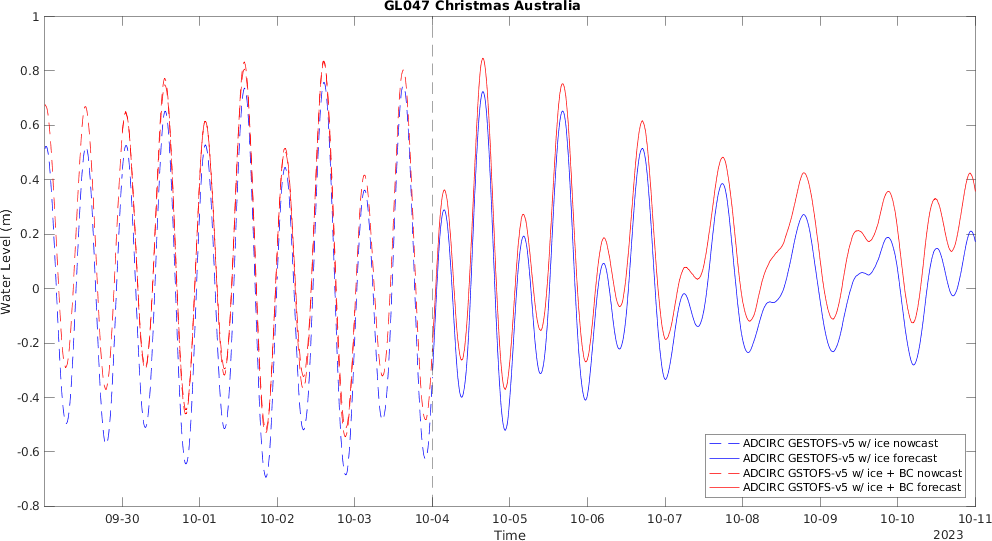 GL047 Christmas Australia
Water Level (m)
1
0.8
0.6
0.4
0.2
0
-0.2
-0.4
-0.6
-0.8
ADCIRC GESTOFS-v5 w/ ice nowcast
ADCIRC GESTOFS-v5 w/ ice forecast
ADCIRC GSTOFS-v5 w/ ice + BC nowcast
ADCIRC GSTOFS-v5 w/ ice + BC forecast
09-30 10-01 10-02 10-03 10-04 10-05 10-06 10-07 10-08 10-09 10-10 10-11
Time
2023